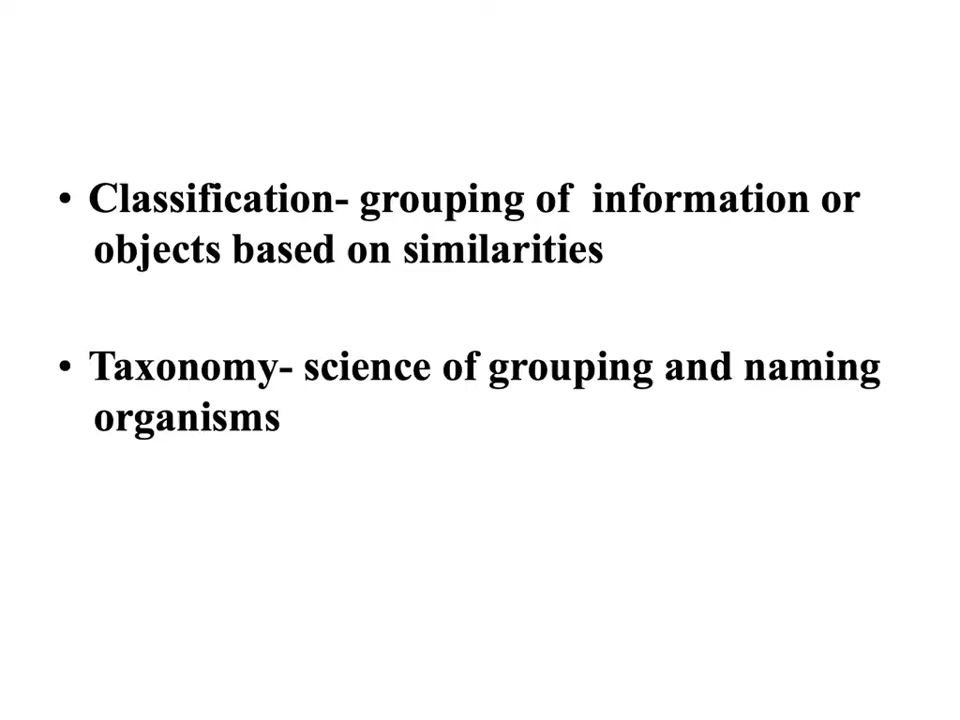 • Classification- grouping of  information or
objects based on similarities
• Taxonomy- science of grouping and naming
organisms